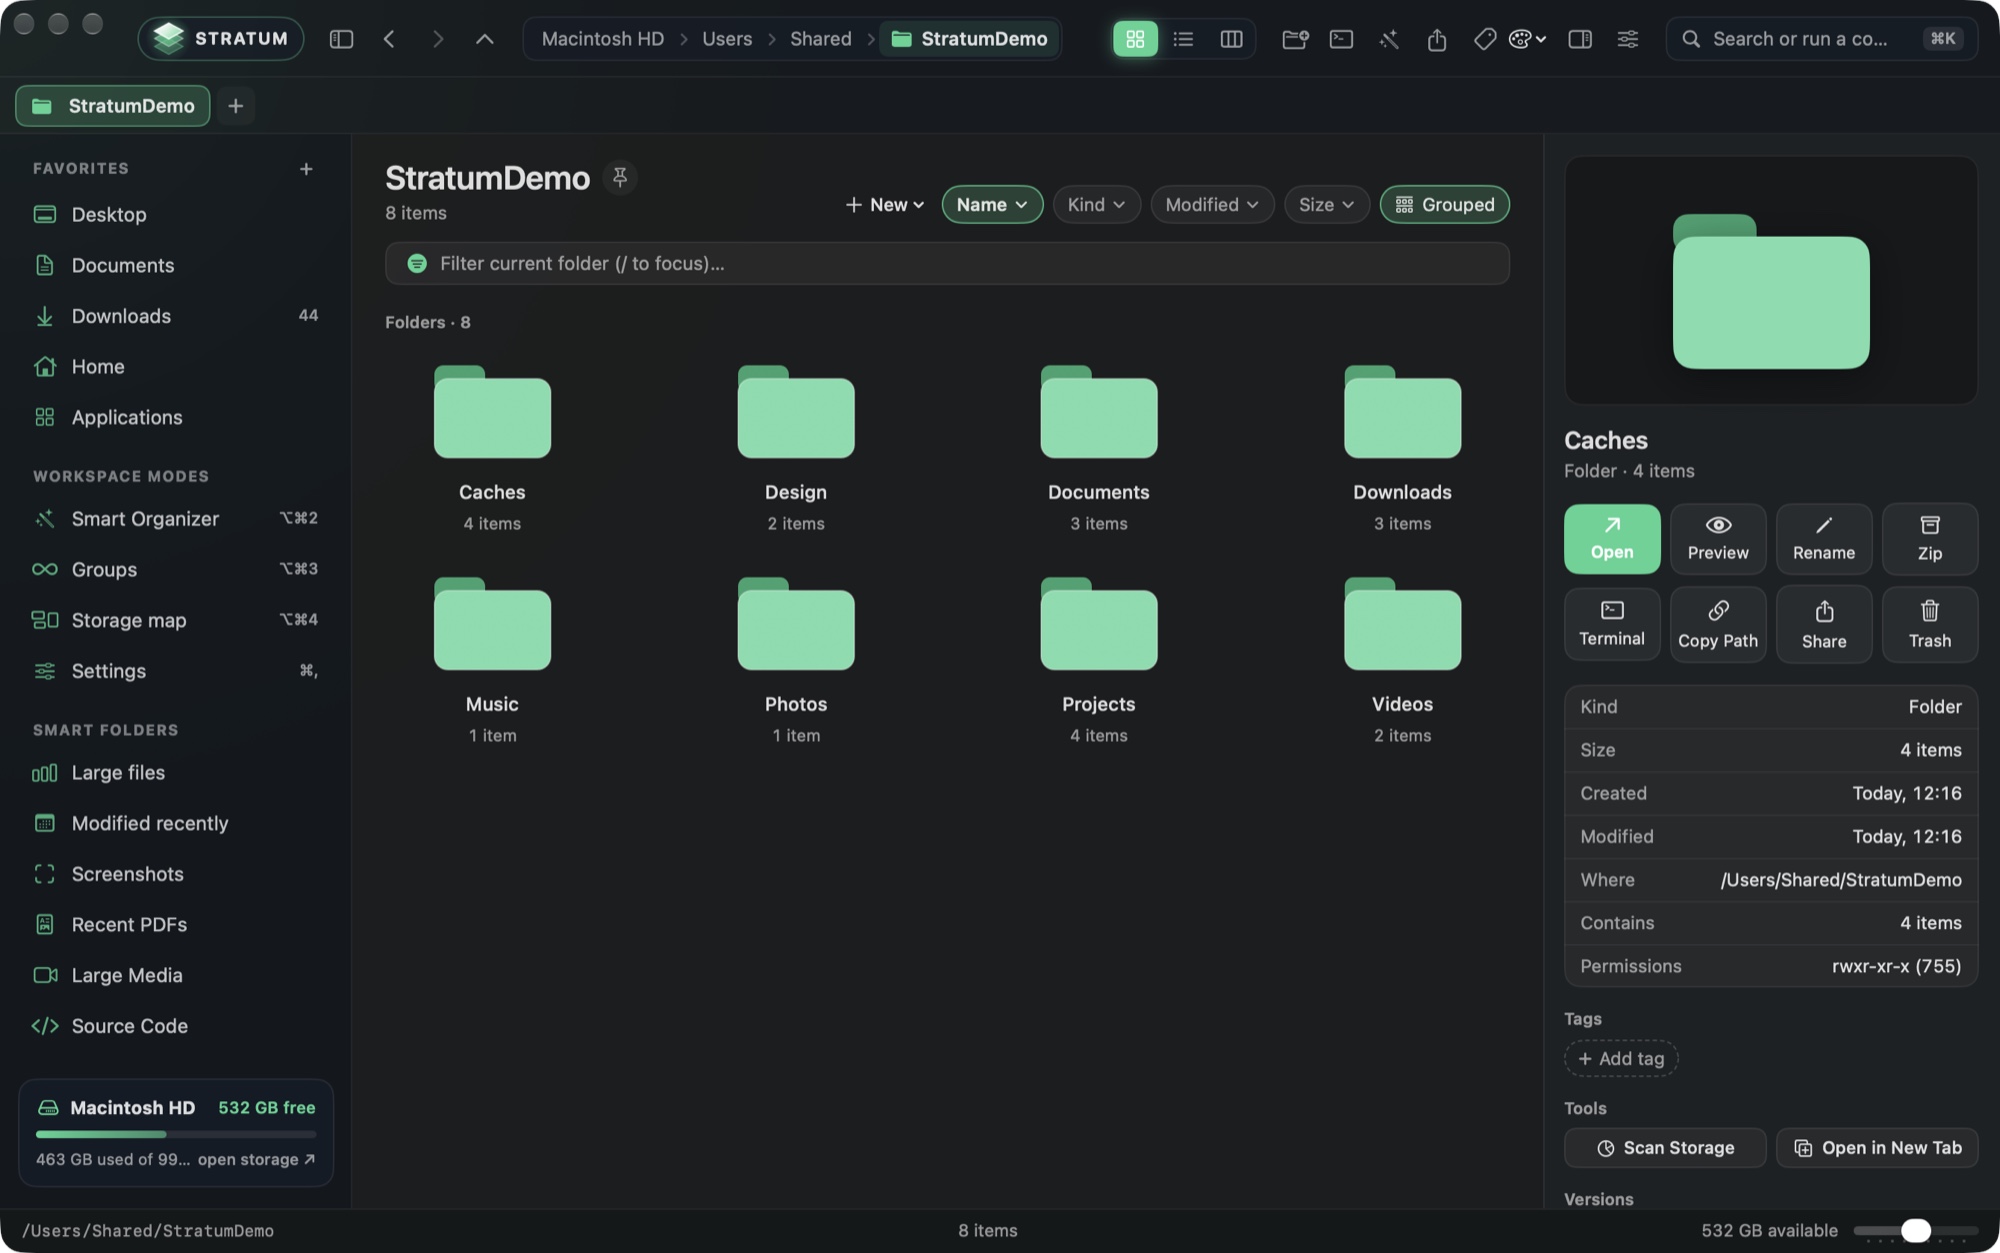 STRATUM
Macintosh HD > Users > Shared > StratumDemo
Search or run a co... ⌘K
StratumDemo
FAVORITES
Desktop
Documents
Downloads 44
Home
Applications
WORKSPACE MODES
Smart Organizer ⌥⌘2
Groups ⌥⌘3
Storage map ⌥⌘4
Settings ⌘,
SMART FOLDERS
Large files
Modified recently
Screenshots
Recent PDFs
Large Media
Source Code
Macintosh HD 532 GB free
463 GB used of 99... open storage ↗
StratumDemo
8 items
+ New Name Kind Modified Size Grouped
Filter current folder (/ to focus)...
Folders · 8
Caches Design Documents Downloads
4 items 2 items 3 items 3 items
Music Photos Projects Videos
1 item 1 item 4 items 2 items
Caches
Folder · 4 items
Open Preview Rename Zip
Terminal Copy Path Share Trash
Kind Folder
Size 4 items
Created Today, 12:16
Modified Today, 12:16
Where /Users/Shared/StratumDemo
Contains 4 items
Permissions rwxr-xr-x (755)
Tags
+ Add tag
Tools
Scan Storage Open in New Tab
Versions
/Users/Shared/StratumDemo 8 items 532 GB available